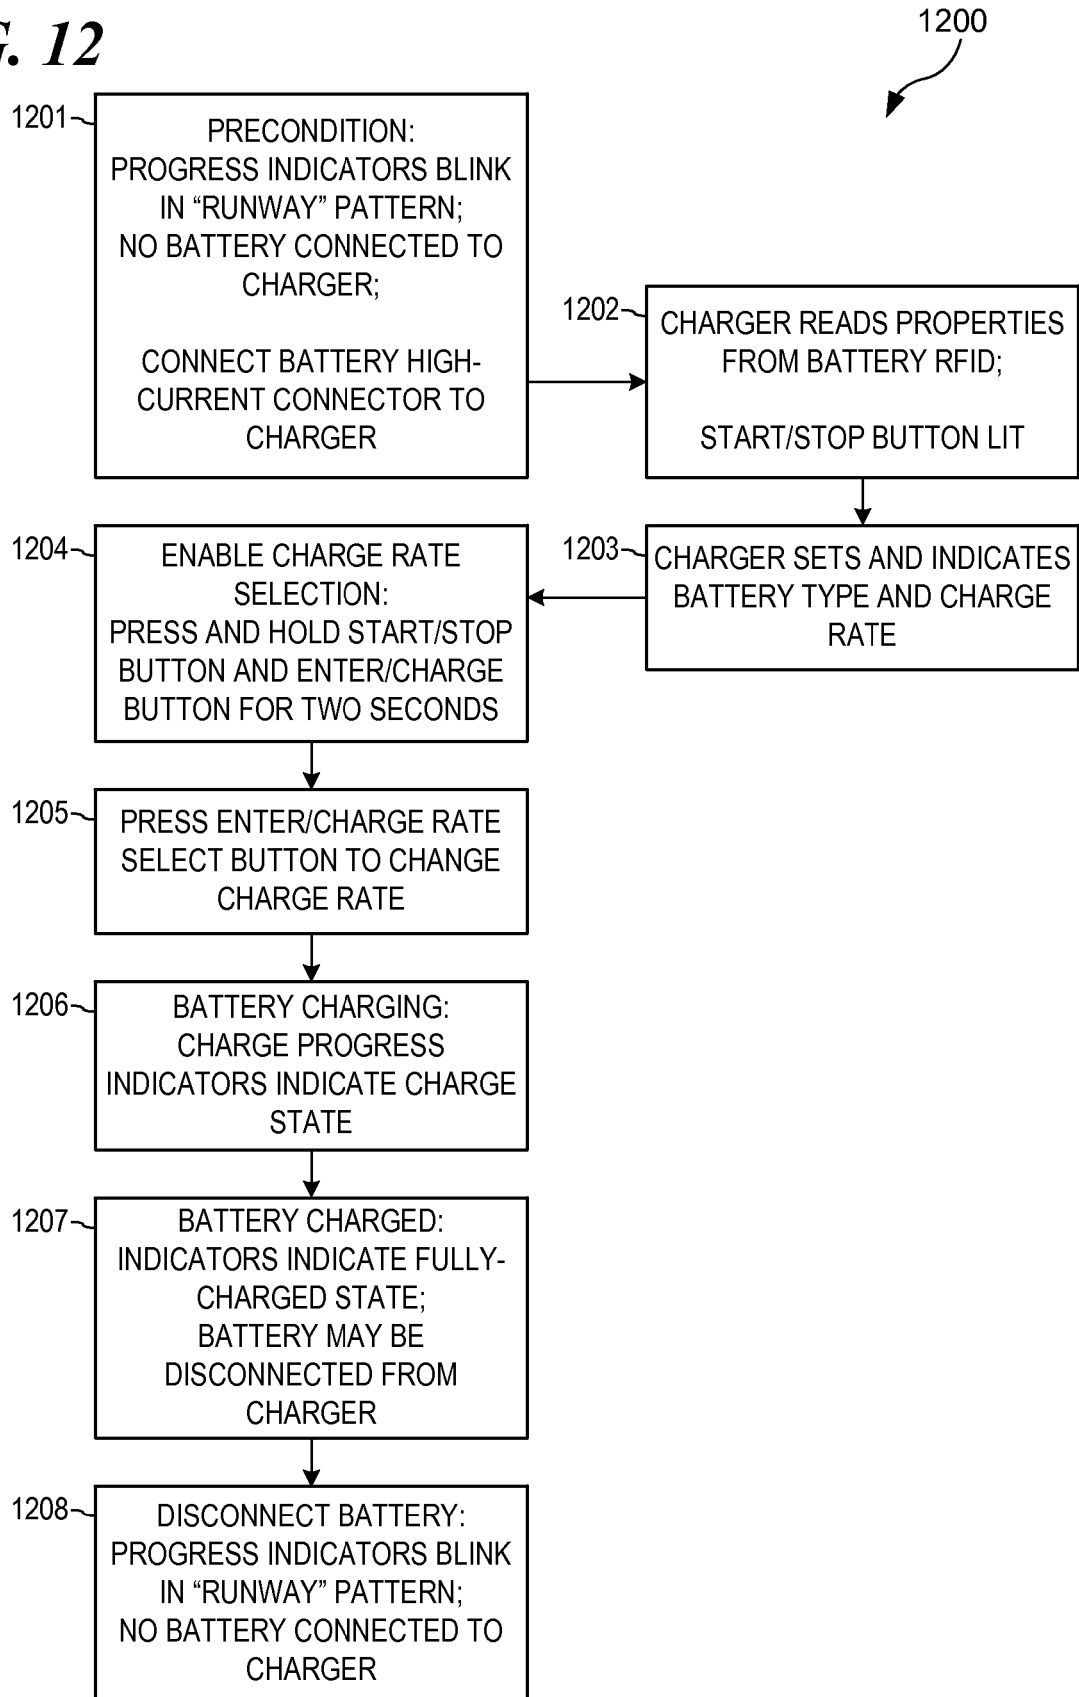 G. 12
1200
1201
PRECONDITION:
PROGRESS INDICATORS BLINK
IN “RUNWAY” PATTERN;
NO BATTERY CONNECTED TO
CHARGER;
CONNECT BATTERY HIGH-
CURRENT CONNECTOR TO
CHARGER
1202
CHARGER READS PROPERTIES
FROM BATTERY RFID;
START/STOP BUTTON LIT
1203
CHARGER SETS AND INDICATES
BATTERY TYPE AND CHARGE
RATE
1204
ENABLE CHARGE RATE
SELECTION:
PRESS AND HOLD START/STOP
BUTTON AND ENTER/CHARGE
BUTTON FOR TWO SECONDS
1205
PRESS ENTER/CHARGE RATE
SELECT BUTTON TO CHANGE
CHARGE RATE
1206
BATTERY CHARGING:
CHARGE PROGRESS
INDICATORS INDICATE CHARGE
STATE
1207
BATTERY CHARGED:
INDICATORS INDICATE FULLY-
CHARGED STATE;
BATTERY MAY BE
DISCONNECTED FROM
CHARGER
1208
DISCONNECT BATTERY:
PROGRESS INDICATORS BLINK
IN “RUNWAY” PATTERN;
NO BATTERY CONNECTED TO
CHARGER